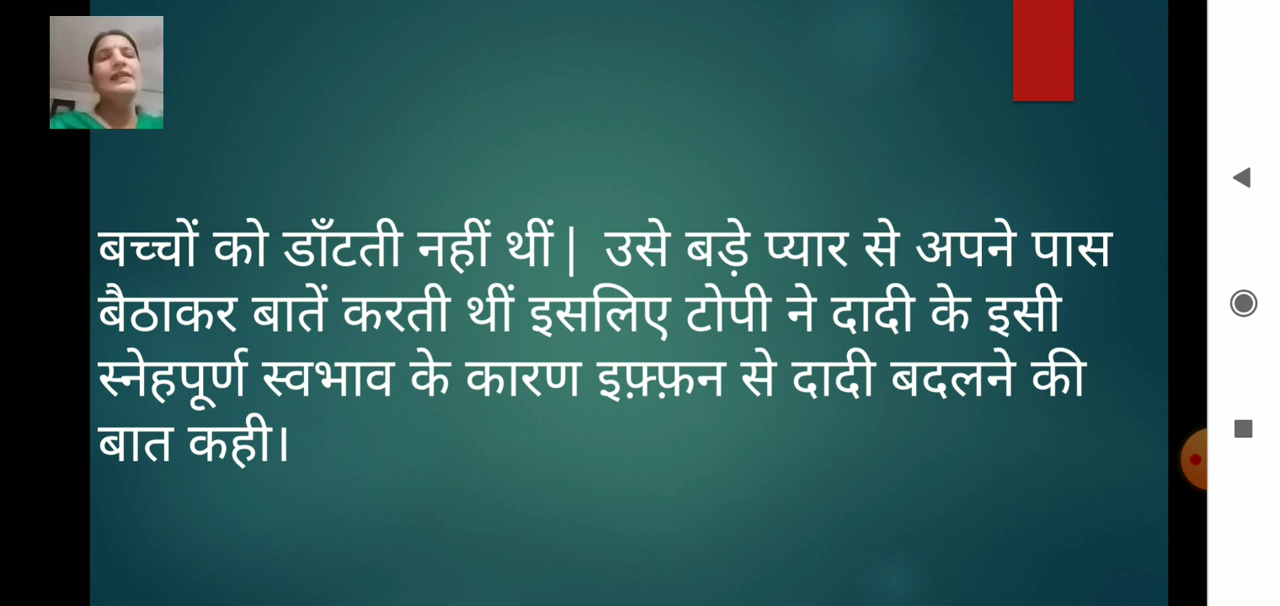 बच्चों को डाँटती नहीं थीं| उसे बड़े प्यार से अपने पास
बैठाकर बातें करती थीं इसलिए टोपी ने दादी के इसी
स्नेहपूर्ण स्वभाव के कारण इफ़्फ़न से दादी बदलने की
बात कही।